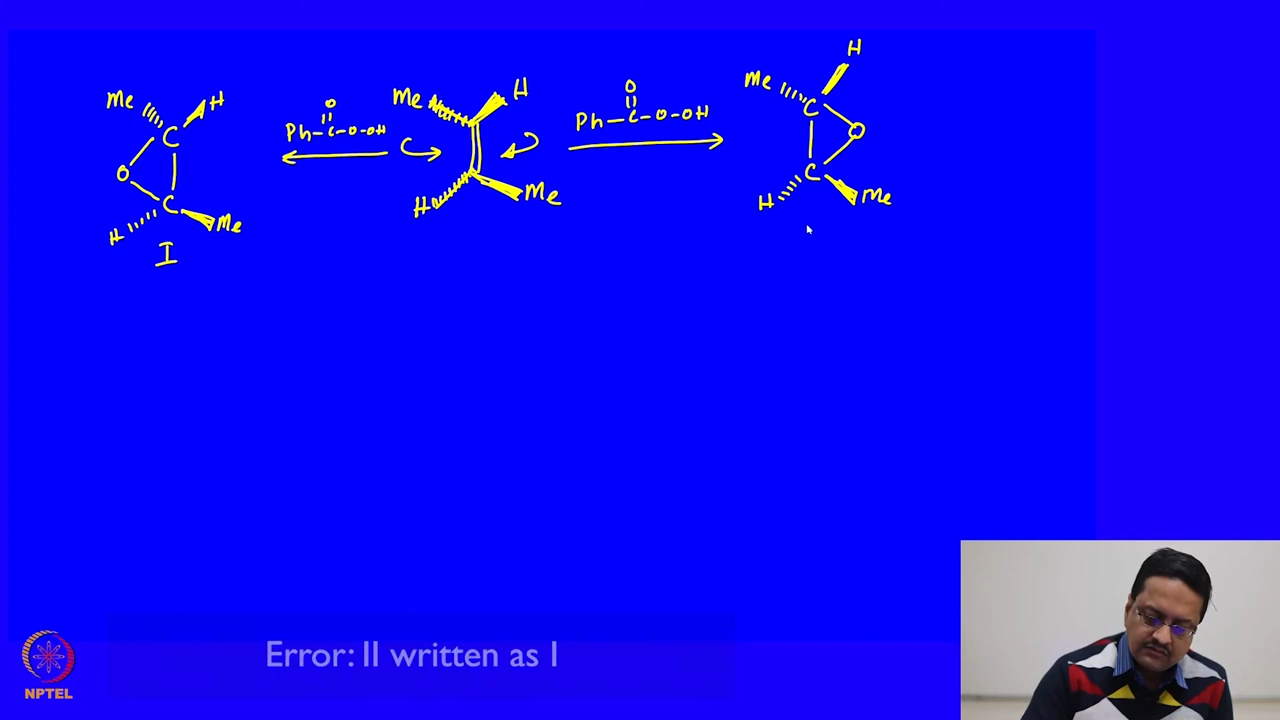 Me H
C
O
C
H Me
I
O
Ph-C-O-OH
Me H
H Me
O
Ph-C-O-OH
H
Me
C
O
C
H Me
Error: II written as I
NPTEL